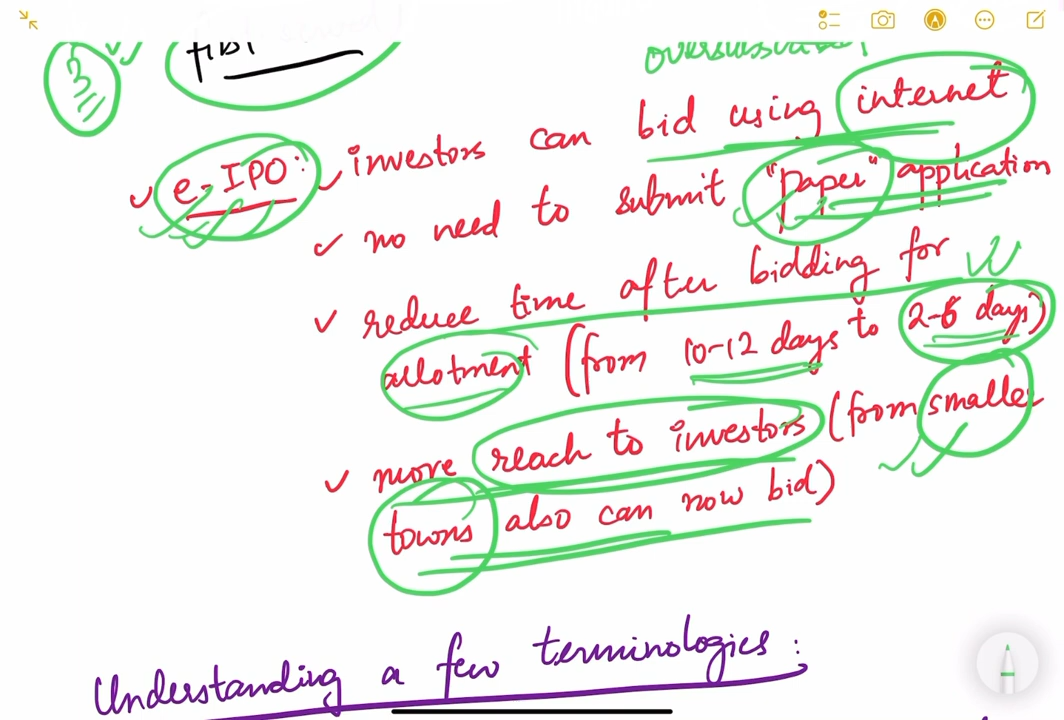 3
oversubscribed
e-IPO: investors can bid using internet
no need to submit "paper" application
reduce time after bidding for
allotment (from 10-12 days to 2-6 days)
more reach to investors (from smaller
towns also can now bid)
Understanding a few terminologies: